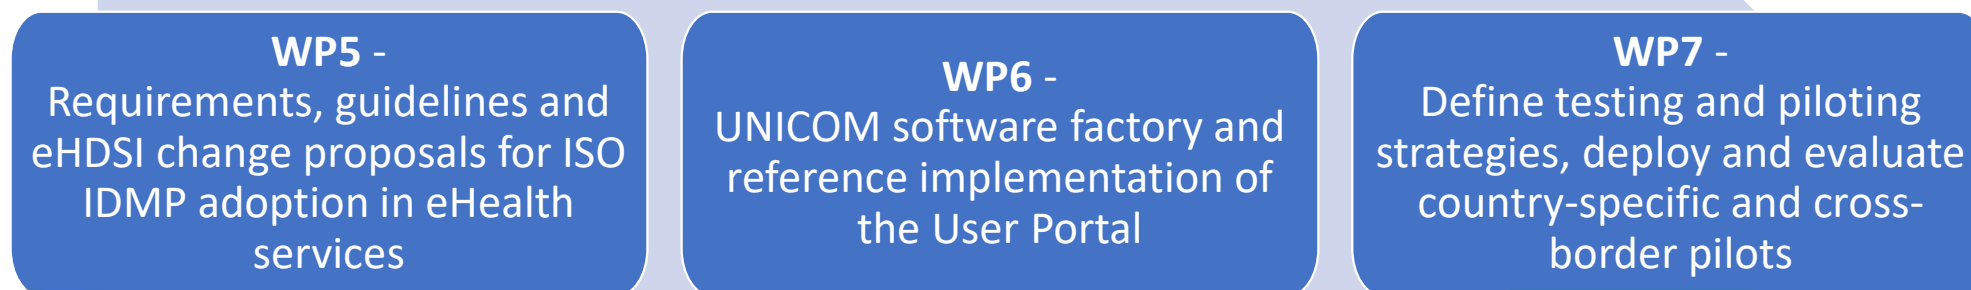 WP5 -
Requirements, guidelines and
eHDSI change proposals for ISO
IDMP adoption in eHealth
services
WP6 -
UNICOM software factory and
reference implementation of
the User Portal
WP7 -
Define testing and piloting
strategies, deploy and evaluate
country-specific and cross-
border pilots